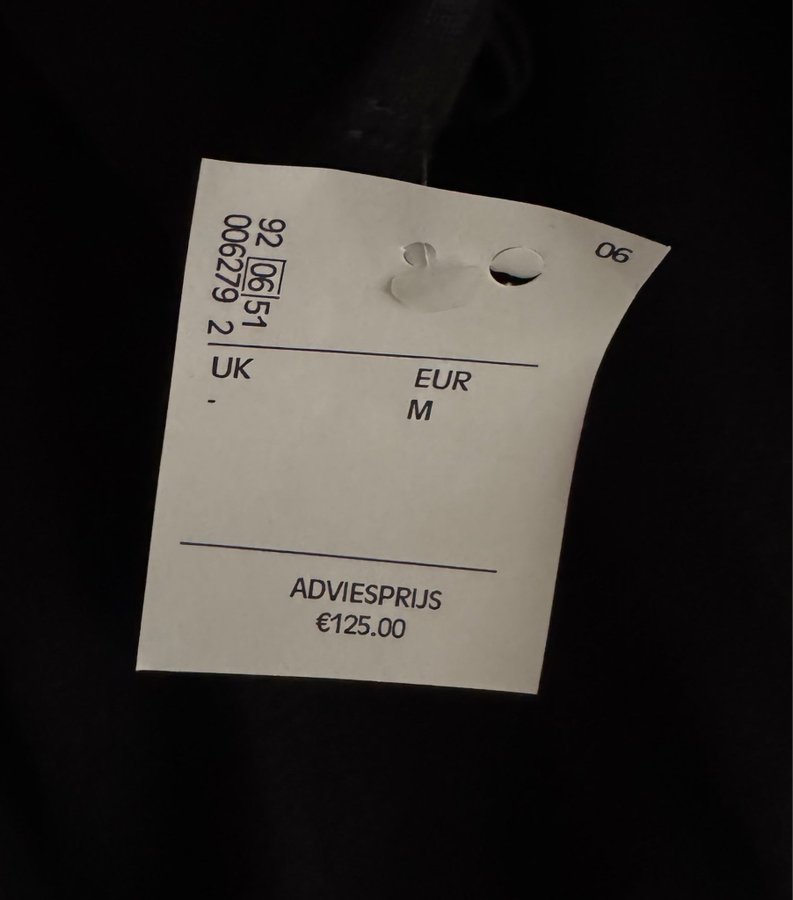 06
92 06 51
006279 2
UK EUR
- M
ADVIESPRIJS
€125.00